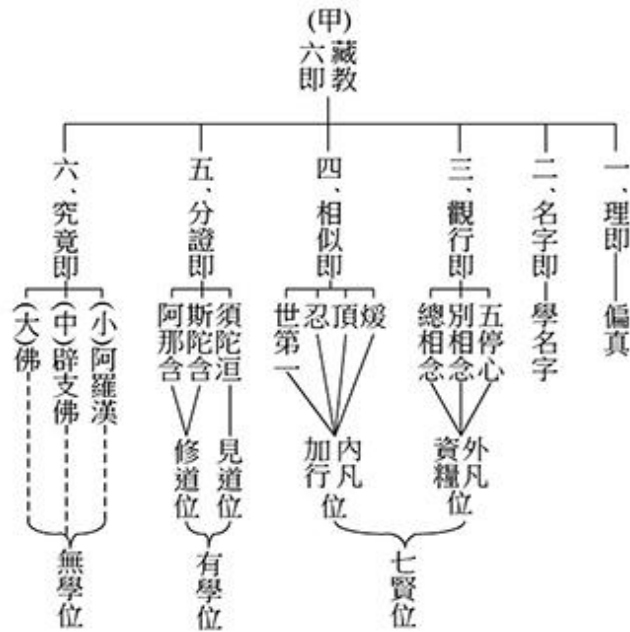 (甲)
藏教
六即
一、理即
偏真
二、名字即
學名字
三、觀行即
五停心
別相念
總相念
外凡
資糧
位
四、相似即
煖
頂
忍
世第一
內凡
加行
位
七賢位
五、分證即
須陀洹
斯陀含
阿那含
見道位
修道位
有學位
六、究竟即
(小)阿羅漢
(中)辟支佛
(大)佛
無學位